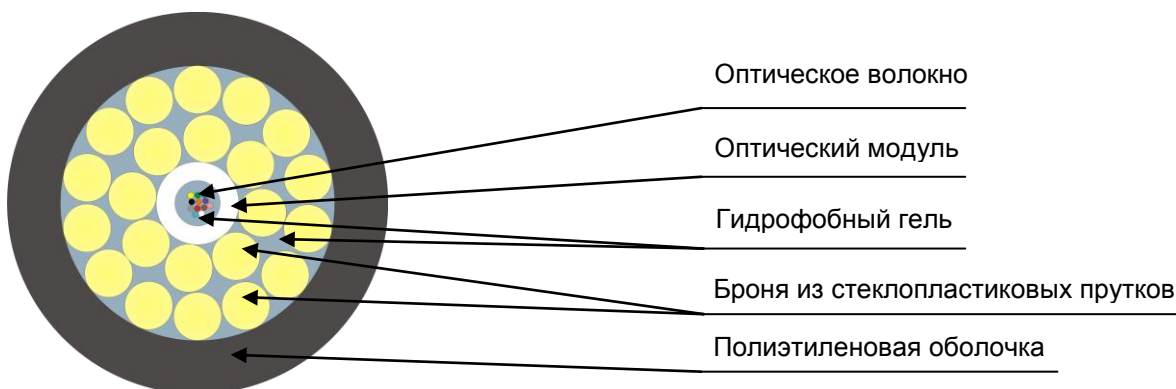 Оптическое волокно
Оптический модуль
Гидрофобный гель
Броня из стеклопластиковых прутков
Полиэтиленовая оболочка